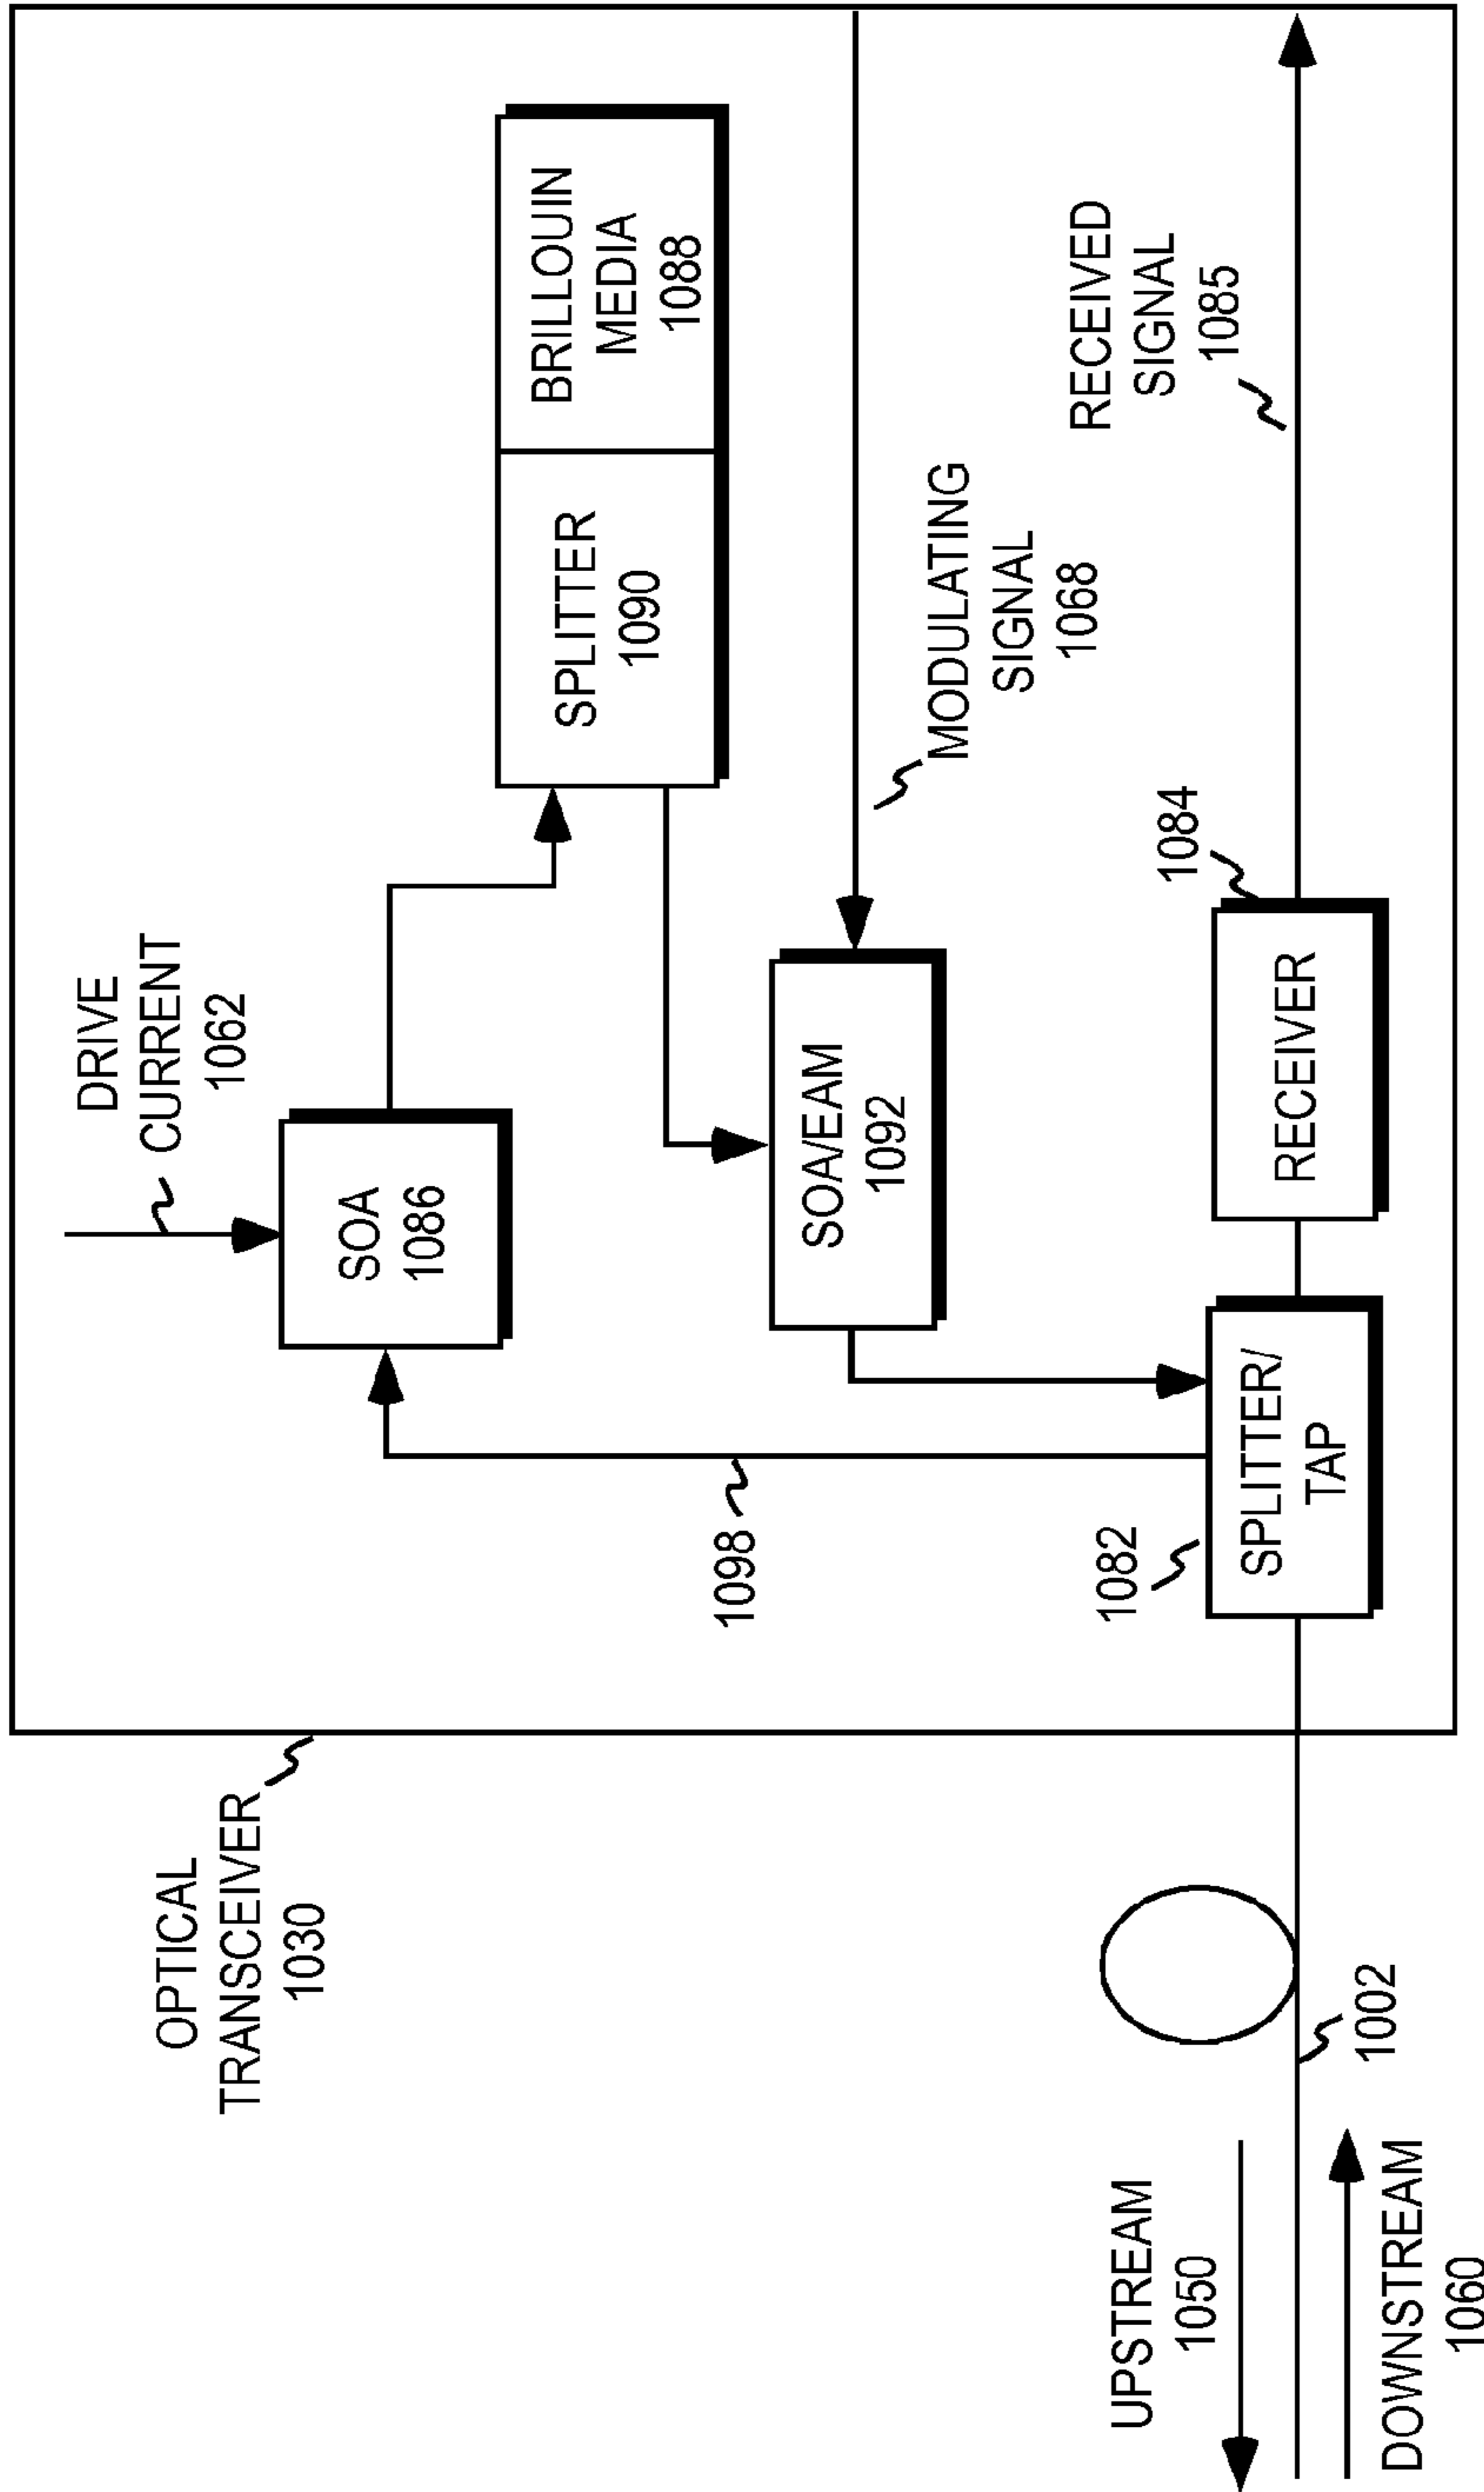 OPTICAL
TRANSCEIVER
1030
DRIVE
CURRENT
1062
SOA
1086
SPLITTER
1090
BRILLOUIN
MEDIA
1088
1098
SOA/EAM
1092
MODULATING
SIGNAL
1068
UPSTREAM
1050
1082
SPLITTER/
TAP
1084
RECEIVER
RECEIVED
SIGNAL
1085
1002
DOWNSTREAM
1060